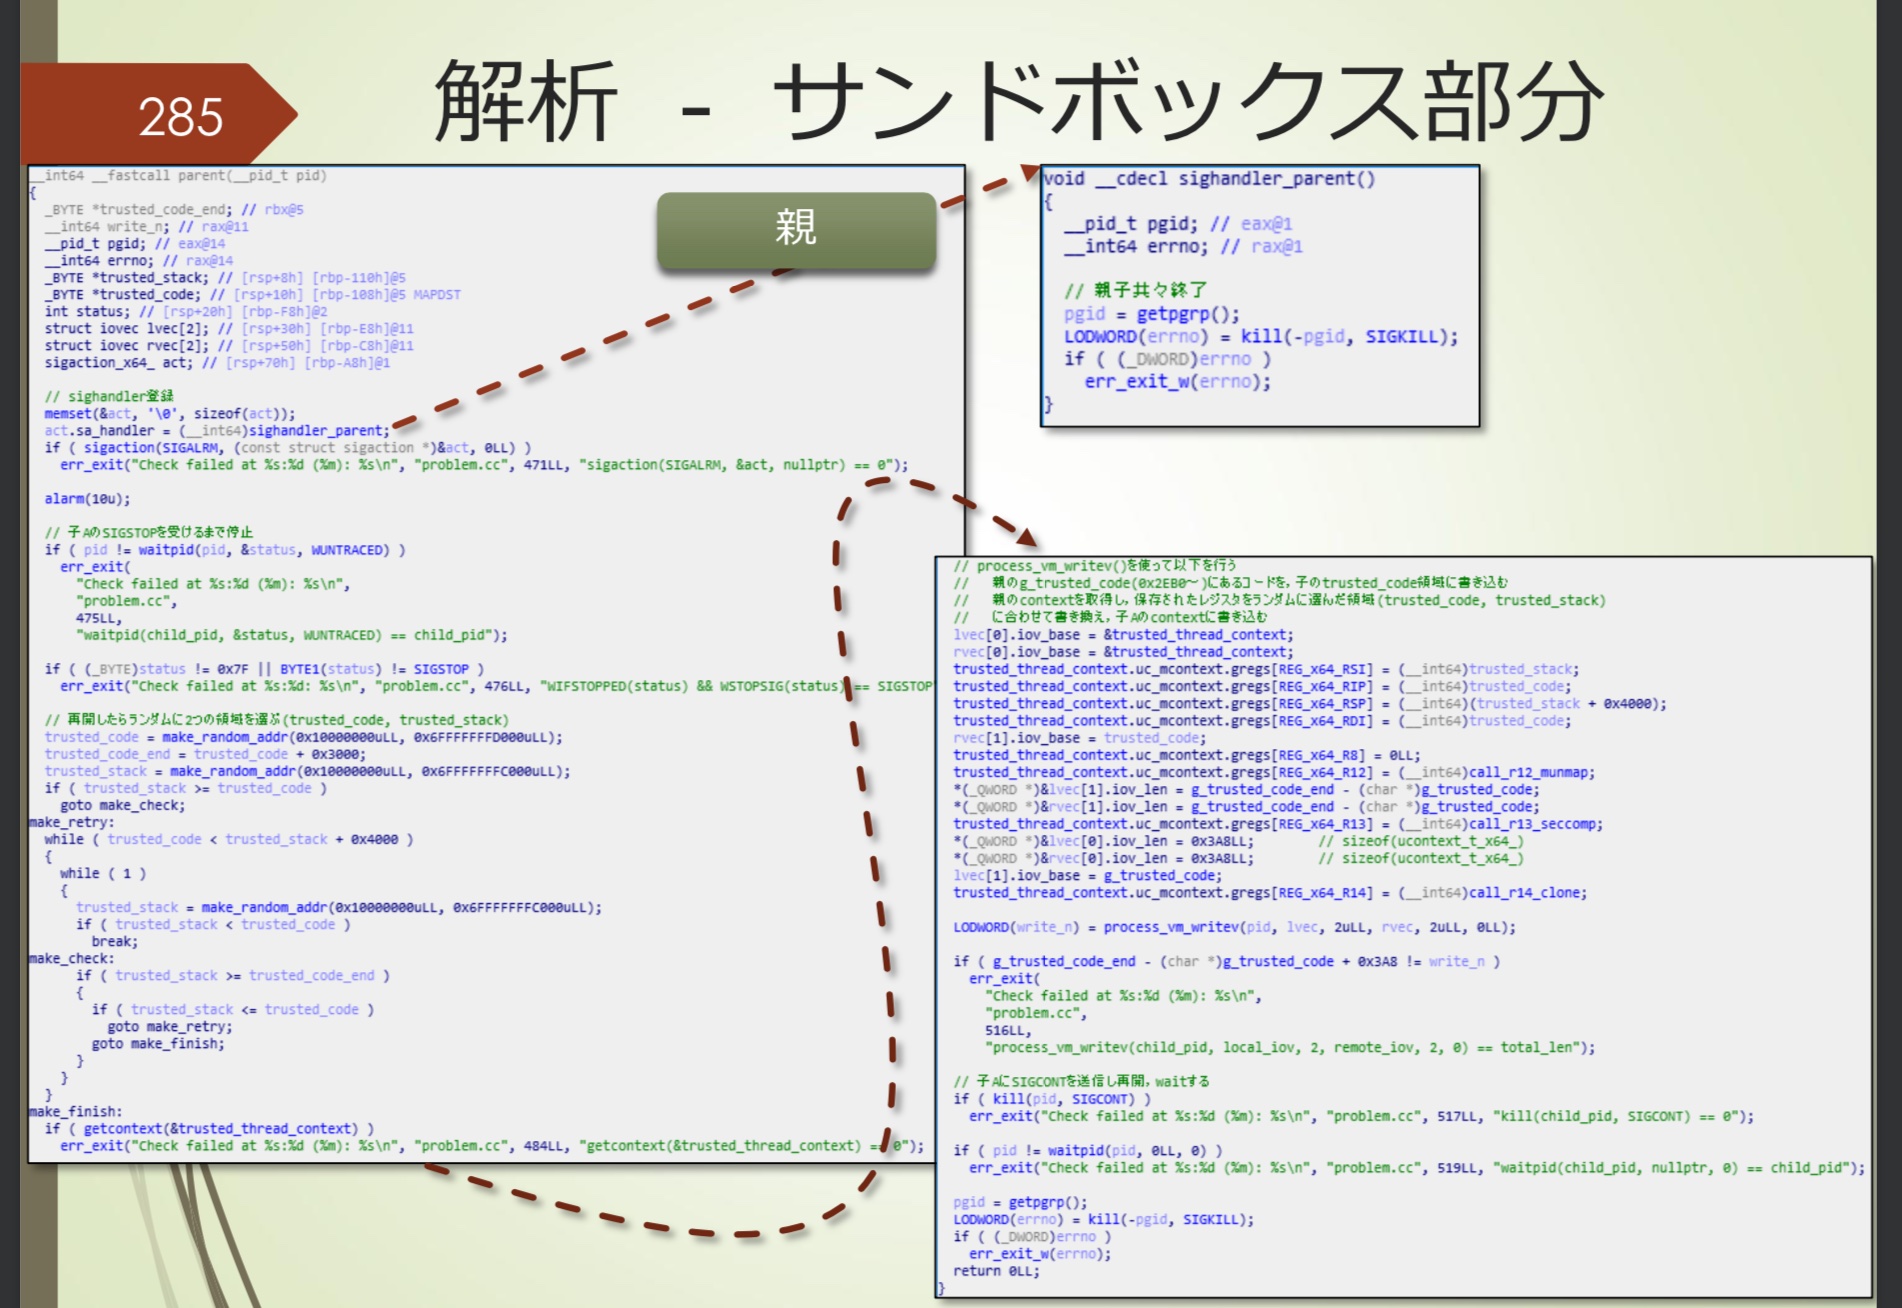 285
解析 - サンドボックス部分
__int64 __fastcall parent(__pid_t pid)
{
_BYTE *trusted_code_end; // rbx@5
__int64 write_n; // rax@11
__pid_t pgid; // eax@14
__int64 errno; // rax@14
_BYTE *trusted_stack; // [rsp+8h] [rbp-110h]@5
_BYTE *trusted_code; // [rsp+10h] [rbp-108h]@5 MAPDST
int status; // [rsp+20h] [rbp-F8h]@2
struct iovec lvec[2]; // [rsp+30h] [rbp-E8h]@11
struct iovec rvec[2]; // [rsp+50h] [rbp-C8h]@11
sigaction_x64_ act; // [rsp+70h] [rbp-A8h]@1
// sighandler登録
memset(&act, '\0', sizeof(act));
act.sa_handler = (__int64)sighandler_parent;
if ( sigaction(SIGALRM, (const struct sigaction *)&act, 0LL) )
err_exit("Check failed at %s:%d (%m): %s\n", "problem.cc", 471LL, "sigaction(SIGALRM, &act, nullptr) == 0");
alarm(10u);
// 子AのSIGSTOPを受けるまで停止
if ( pid != waitpid(pid, &status, WUNTRACED) )
err_exit(
"Check failed at %s:%d (%m): %s\n",
"problem.cc",
475LL,
"waitpid(child_pid, &status, WUNTRACED) == child_pid");
if ( (_BYTE)status != 0x7F || BYTE1(status) != SIGSTOP )
err_exit("Check failed at %s:%d: %s\n", "problem.cc", 476LL, "WIFSTOPPED(status) && WSTOPSIG(status) == SIGSTOP"
// 再開したらランダムに2つの領域を選ぶ(trusted_code, trusted_stack)
trusted_code = make_random_addr(0x10000000uLL, 0x6FFFFFFFD000uLL);
trusted_code_end = trusted_code + 0x3000;
trusted_stack = make_random_addr(0x10000000uLL, 0x6FFFFFFFC000uLL);
if ( trusted_stack >= trusted_code )
goto make_check;
make_retry:
while ( trusted_code < trusted_stack + 0x4000 )
{
while ( 1 )
{
trusted_stack = make_random_addr(0x10000000uLL, 0x6FFFFFFFC000uLL);
if ( trusted_stack < trusted_code )
break;
make_check:
if ( trusted_stack >= trusted_code_end )
{
if ( trusted_stack <= trusted_code )
goto make_retry;
goto make_finish;
}
}
}
make_finish:
if ( getcontext(&trusted_thread_context) )
err_exit("Check failed at %s:%d (%m): %s\n", "problem.cc", 484LL, "getcontext(&trusted_thread_context) == 0");
親
void __cdecl sighandler_parent()
{
__pid_t pgid; // eax@1
__int64 errno; // rax@1
// 親子共々終了
pgid = getpgrp();
LODWORD(errno) = kill(-pgid, SIGKILL);
if ( (_DWORD)errno )
err_exit_w(errno);
}
// process_vm_writev()を使って以下を行う
// 親のg_trusted_code(0x2EB0～)にあるコードを, 子のtrusted_code領域に書き込む
// 親のcontextを取得し, 保存されたレジスタをランダムに選んだ領域(trusted_code, trusted_stack)
// に合わせて書き換え, 子Aのcontextに書き込む
lvec[0].iov_base = &trusted_thread_context;
rvec[0].iov_base = &trusted_thread_context;
trusted_thread_context.uc_mcontext.gregs[REG_x64_RSI] = (__int64)trusted_stack;
trusted_thread_context.uc_mcontext.gregs[REG_x64_RIP] = (__int64)trusted_code;
trusted_thread_context.uc_mcontext.gregs[REG_x64_RSP] = (__int64)(trusted_stack + 0x4000);
trusted_thread_context.uc_mcontext.gregs[REG_x64_RDI] = (__int64)trusted_code;
rvec[1].iov_base = trusted_code;
trusted_thread_context.uc_mcontext.gregs[REG_x64_R8] = 0LL;
trusted_thread_context.uc_mcontext.gregs[REG_x64_R12] = (__int64)call_r12_munmap;
*(_QWORD *)&lvec[1].iov_len = g_trusted_code_end - (char *)g_trusted_code;
*(_QWORD *)&rvec[1].iov_len = g_trusted_code_end - (char *)g_trusted_code;
trusted_thread_context.uc_mcontext.gregs[REG_x64_R13] = (__int64)call_r13_seccomp;
*(_QWORD *)&lvec[0].iov_len = 0x3A8LL; // sizeof(ucontext_t_x64_)
*(_QWORD *)&rvec[0].iov_len = 0x3A8LL; // sizeof(ucontext_t_x64_)
lvec[1].iov_base = g_trusted_code;
trusted_thread_context.uc_mcontext.gregs[REG_x64_R14] = (__int64)call_r14_clone;
LODWORD(write_n) = process_vm_writev(pid, lvec, 2uLL, rvec, 2uLL, 0LL);
if ( g_trusted_code_end - (char *)g_trusted_code + 0x3A8 != write_n )
err_exit(
"Check failed at %s:%d (%m): %s\n",
"problem.cc",
516LL,
"process_vm_writev(child_pid, local_iov, 2, remote_iov, 2, 0) == total_len");
// 子AにSIGCONTを送信し再開, waitする
if ( kill(pid, SIGCONT) )
err_exit("Check failed at %s:%d (%m): %s\n", "problem.cc", 517LL, "kill(child_pid, SIGCONT) == 0");
if ( pid != waitpid(pid, 0LL, 0) )
err_exit("Check failed at %s:%d (%m): %s\n", "problem.cc", 519LL, "waitpid(child_pid, nullptr, 0) == child_pid");
pgid = getpgrp();
LODWORD(errno) = kill(-pgid, SIGKILL);
if ( (_DWORD)errno )
err_exit_w(errno);
return 0LL;
}